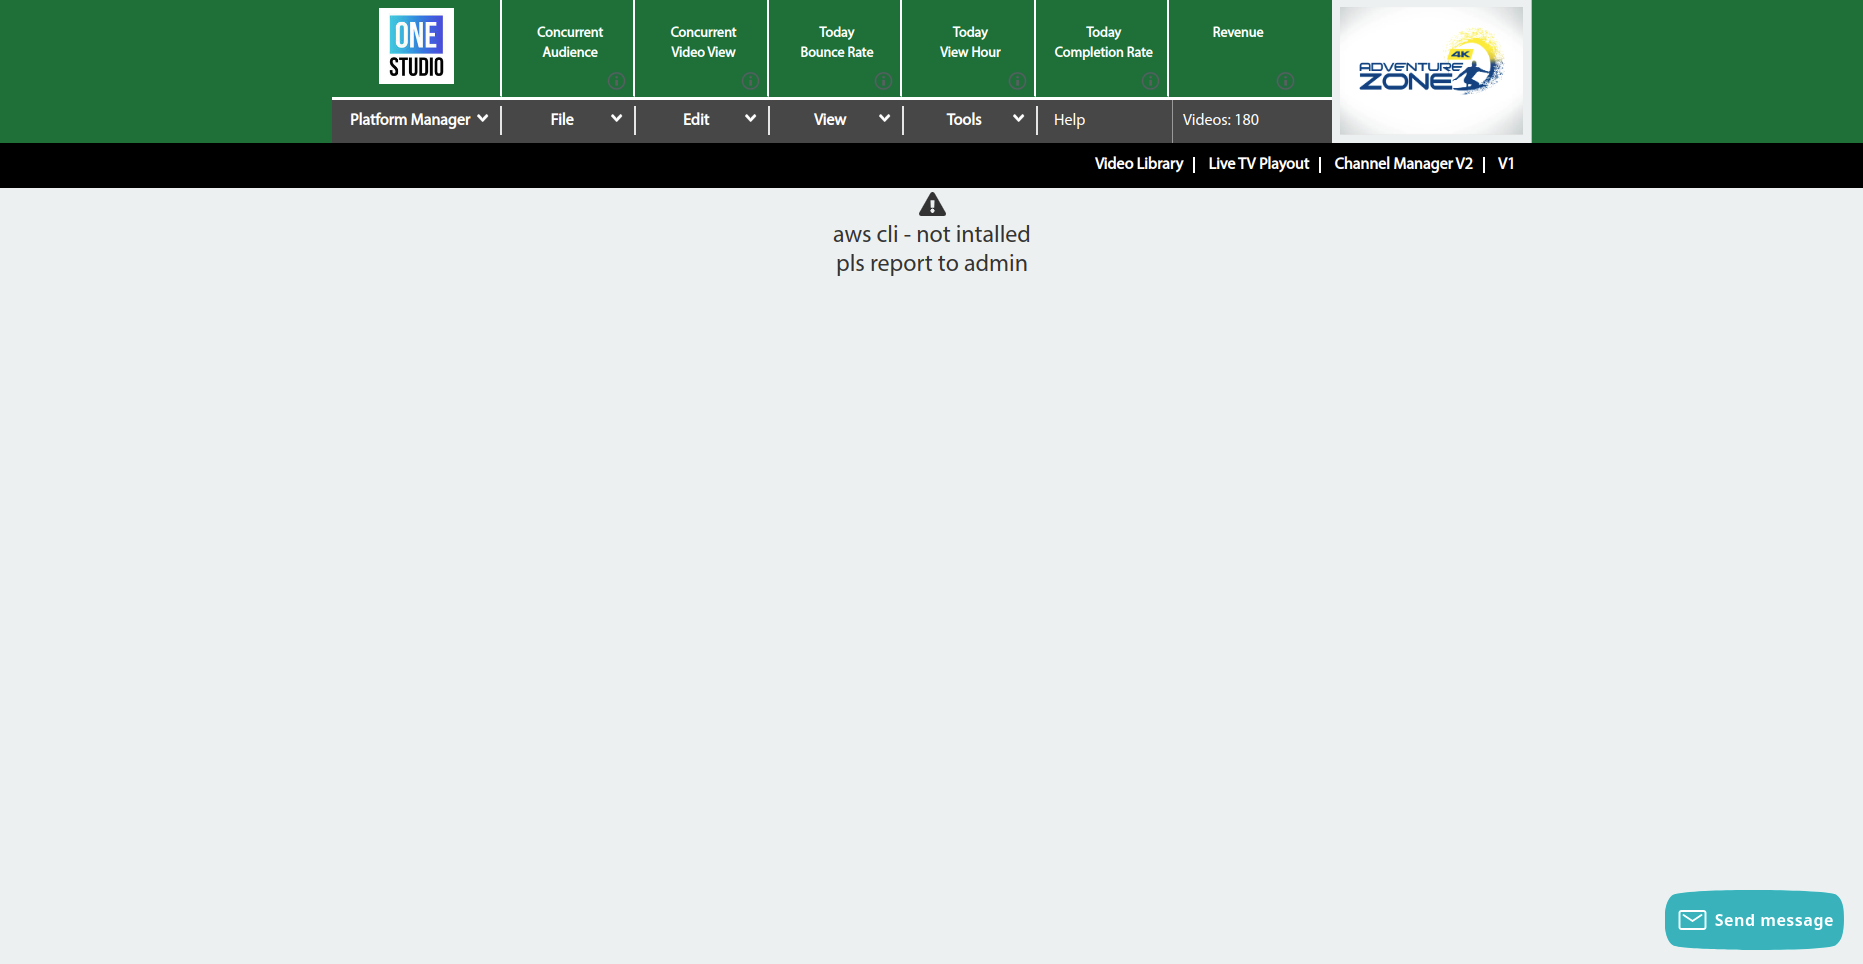 ONE
STUDIO
Concurrent
Audience
Concurrent
Video View
Today
Bounce Rate
Today
View Hour
Today
Completion Rate
Revenue
4K
ADVENTURE
ZONE
Platform Manager
File
Edit
View
Tools
Help
Videos: 180
Video Library
Live TV Playout
Channel Manager V2
V1
aws cli - not intalled
pls report to admin
Send message